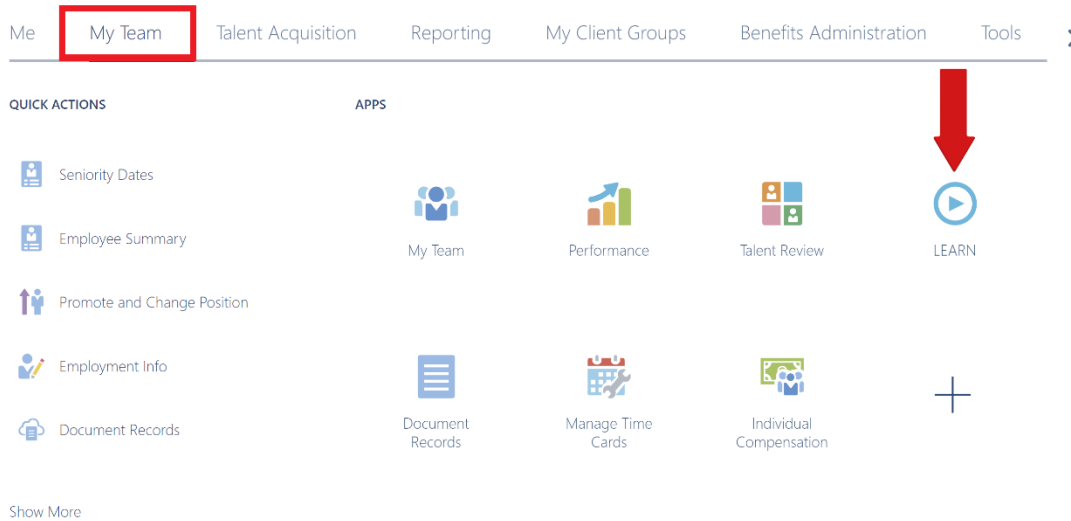 Me
My Team
Talent Acquisition
Reporting
My Client Groups
Benefits Administration
Tools
QUICK ACTIONS
APPS
Seniority Dates
Employee Summary
Promote and Change Position
Employment Info
Document Records
Show More
My Team
Performance
Talent Review
LEARN
Document
Records
Manage Time
Cards
Individual
Compensation